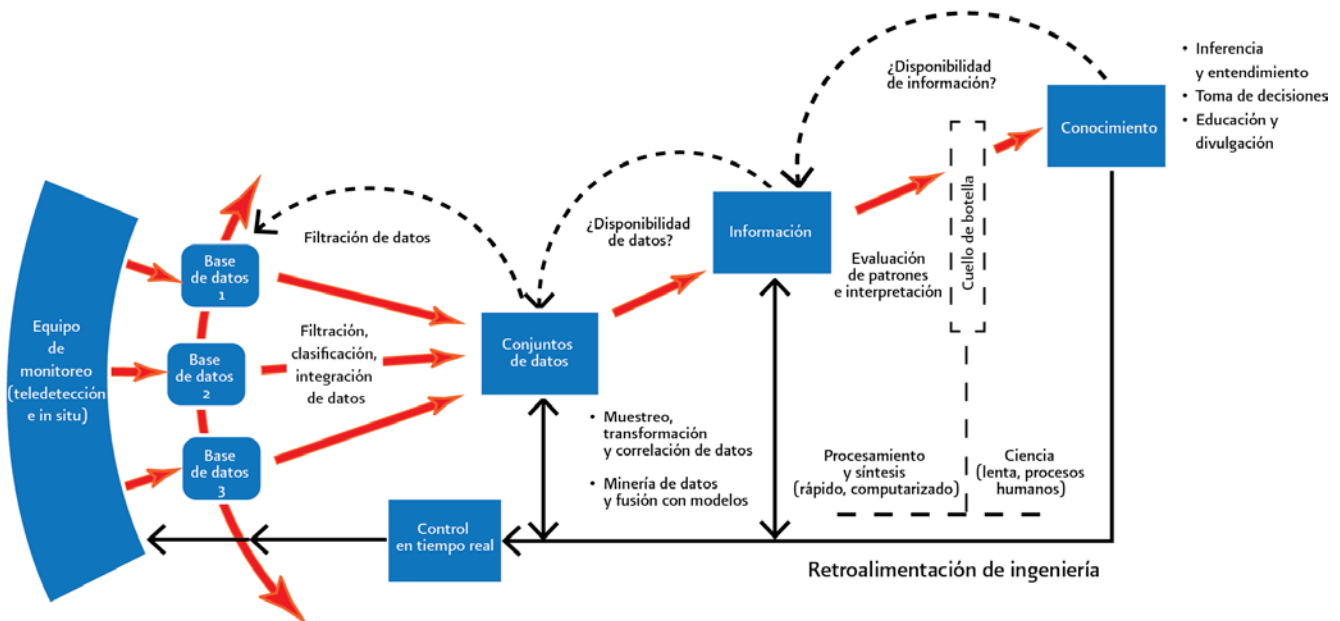 ¿Disponibilidad
de información?
• Inferencia
y entendimiento
• Toma de decisiones
• Educación y
divulgación
Conocimiento
Filtración de datos
¿Disponibilidad
de datos?
Información
Cuello de botella
Evaluación
de patrones
e interpretación
Base
de datos
1
Equipo
de
monitoreo
(teledetección
e in situ)
Base
de datos
2
Filtración,
clasificación,
integración
de datos
Conjuntos
de datos
Base
de datos
3
• Muestreo,
transformación
y correlación de datos
• Minería de datos
y fusión con modelos
Procesamiento
y síntesis
(rápido, computarizado)
Ciencia
(lenta, procesos
humanos)
Control
en tiempo real
Retroalimentación de ingeniería